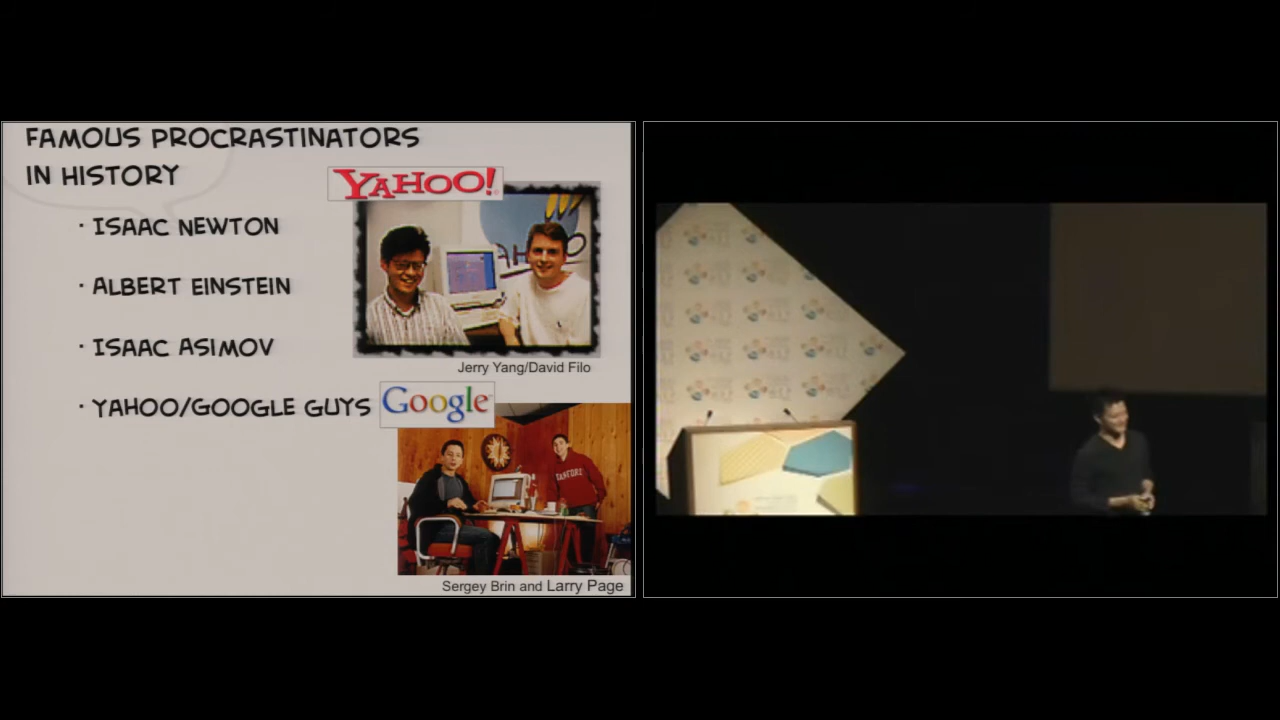 FAMOUS PROCRASTINATORS
IN HISTORY
YAHOO!
· ISAAC NEWTON
· ALBERT EINSTEIN
· ISAAC ASIMOV
Jerry Yang/David Filo
· YAHOO/GOOGLE GUYS
Google
STANFORD
Sergey Brin and Larry Page